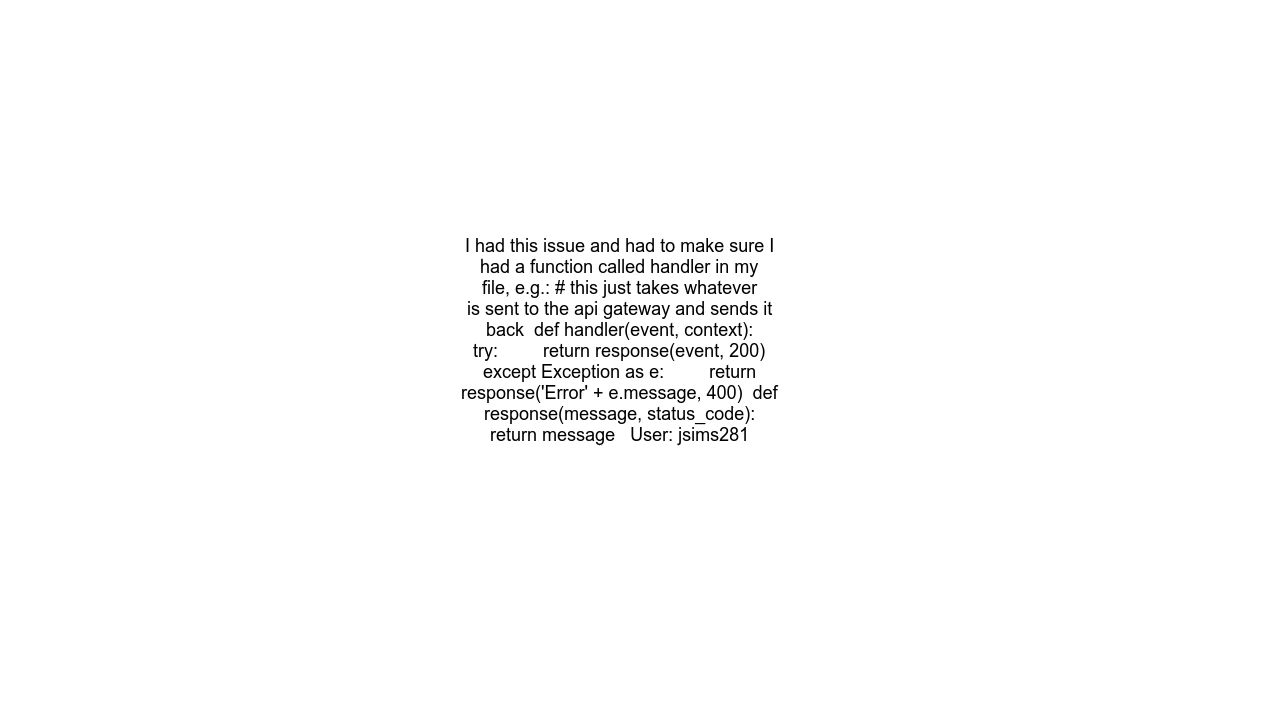 I had this issue and had to make sure I
had a function called handler in my
file, e.g.: # this just takes whatever
is sent to the api gateway and sends it
back  def handler(event, context):
try:         return response(event, 200)
except Exception as e:         return
response('Error' + e.message, 400)  def
response(message, status_code):
return message   User: jsims281